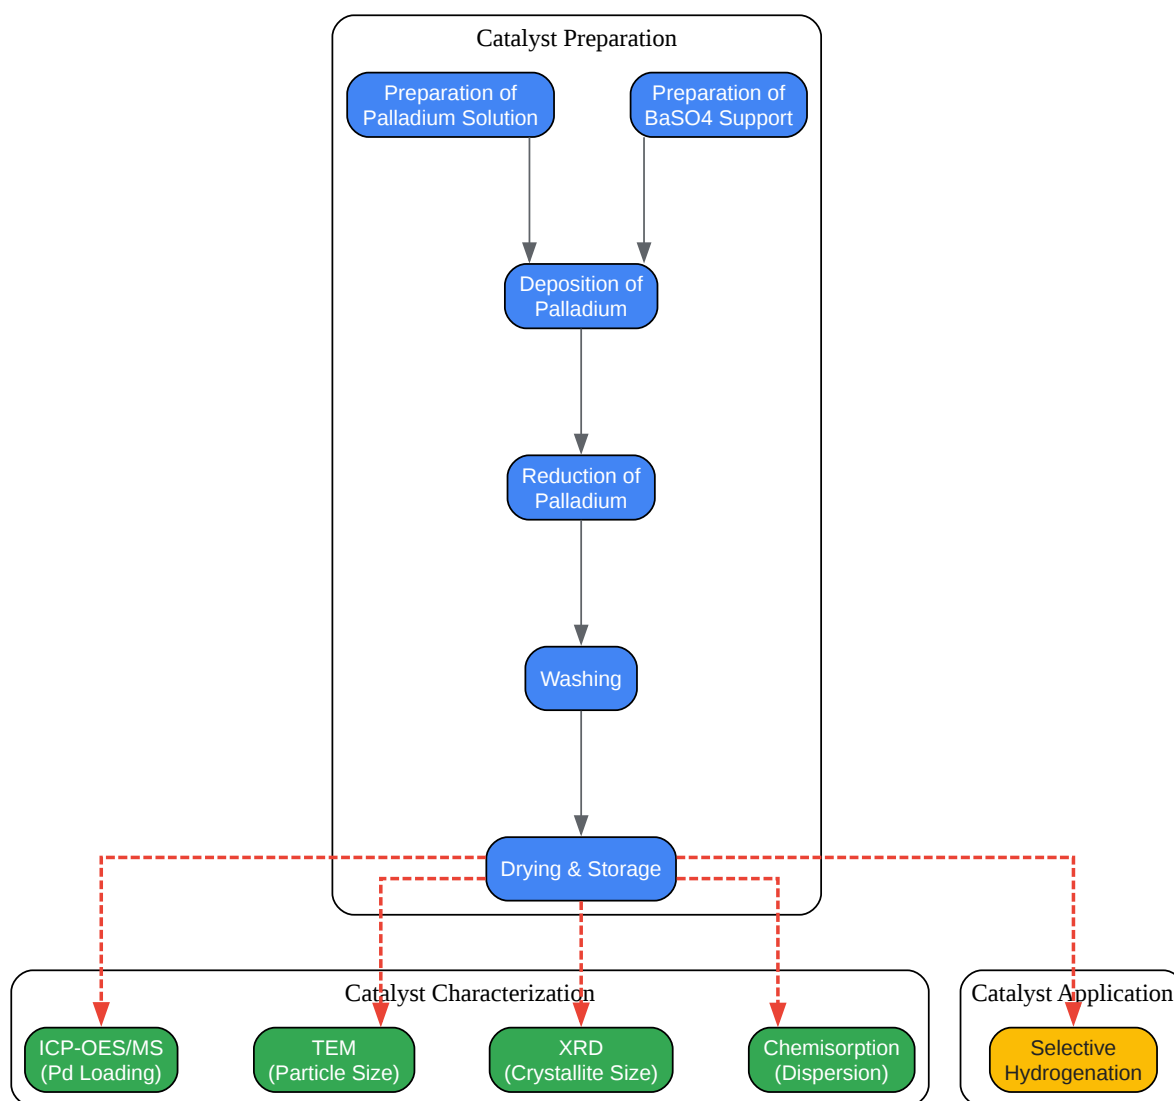 Catalyst Preparation
Preparation of
Palladium Solution
Preparation of
BaSO4 Support
Deposition of
Palladium
Reduction of
Palladium
Washing
Drying & Storage
Catalyst Characterization
Catalyst Application
ICP-OES/MS
(Pd Loading)
TEM
(Particle Size)
XRD
(Crystallite Size)
Chemisorption
(Dispersion)
Selective
Hydrogenation